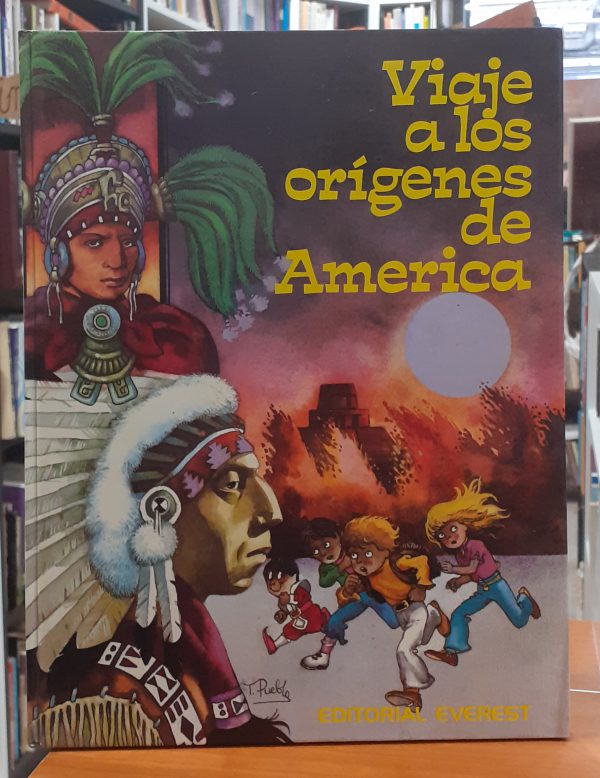 Viaje
a los
orígenes
de
America
T. Puebla
EDITORIAL EVEREST